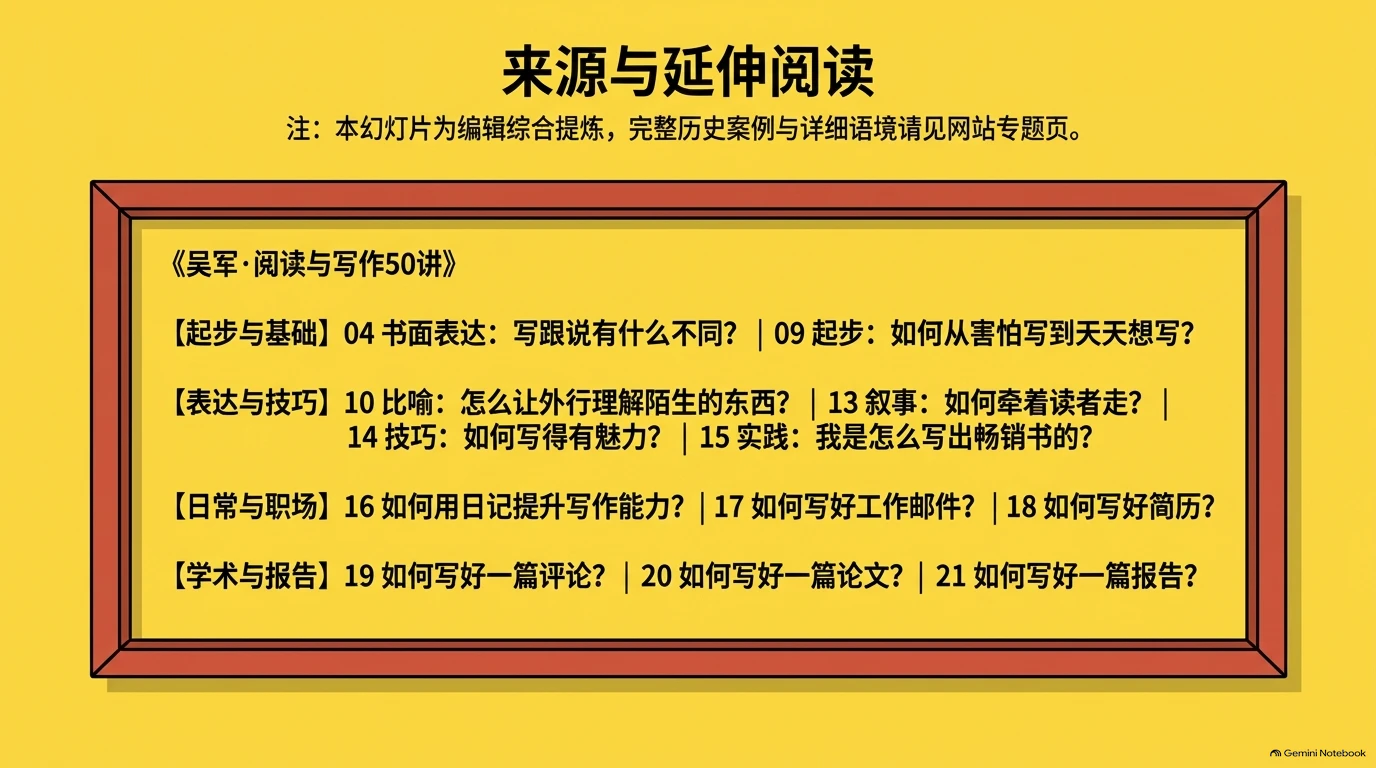 来源与延伸阅读
注：本幻灯片为编辑综合提炼，完整历史案例与详细语境请见网站专题页。
《吴军·阅读与写作50讲》
【起步与基础】04 书面表达：写跟说有什么不同？ | 09 起步：如何从害怕写到天天想写？
【表达与技巧】10 比喻：怎么让外行理解陌生的东西？ | 13 叙事：如何牵着读者走？ |
14 技巧：如何写得有魅力？ | 15 实践：我是怎么写出畅销书的？
【日常与职场】16 如何用日记提升写作能力？ | 17 如何写好工作邮件？ | 18 如何写好简历？
【学术与报告】19 如何写好一篇评论？ | 20 如何写好一篇论文？ | 21 如何写好一篇报告？
Gemini Notebook